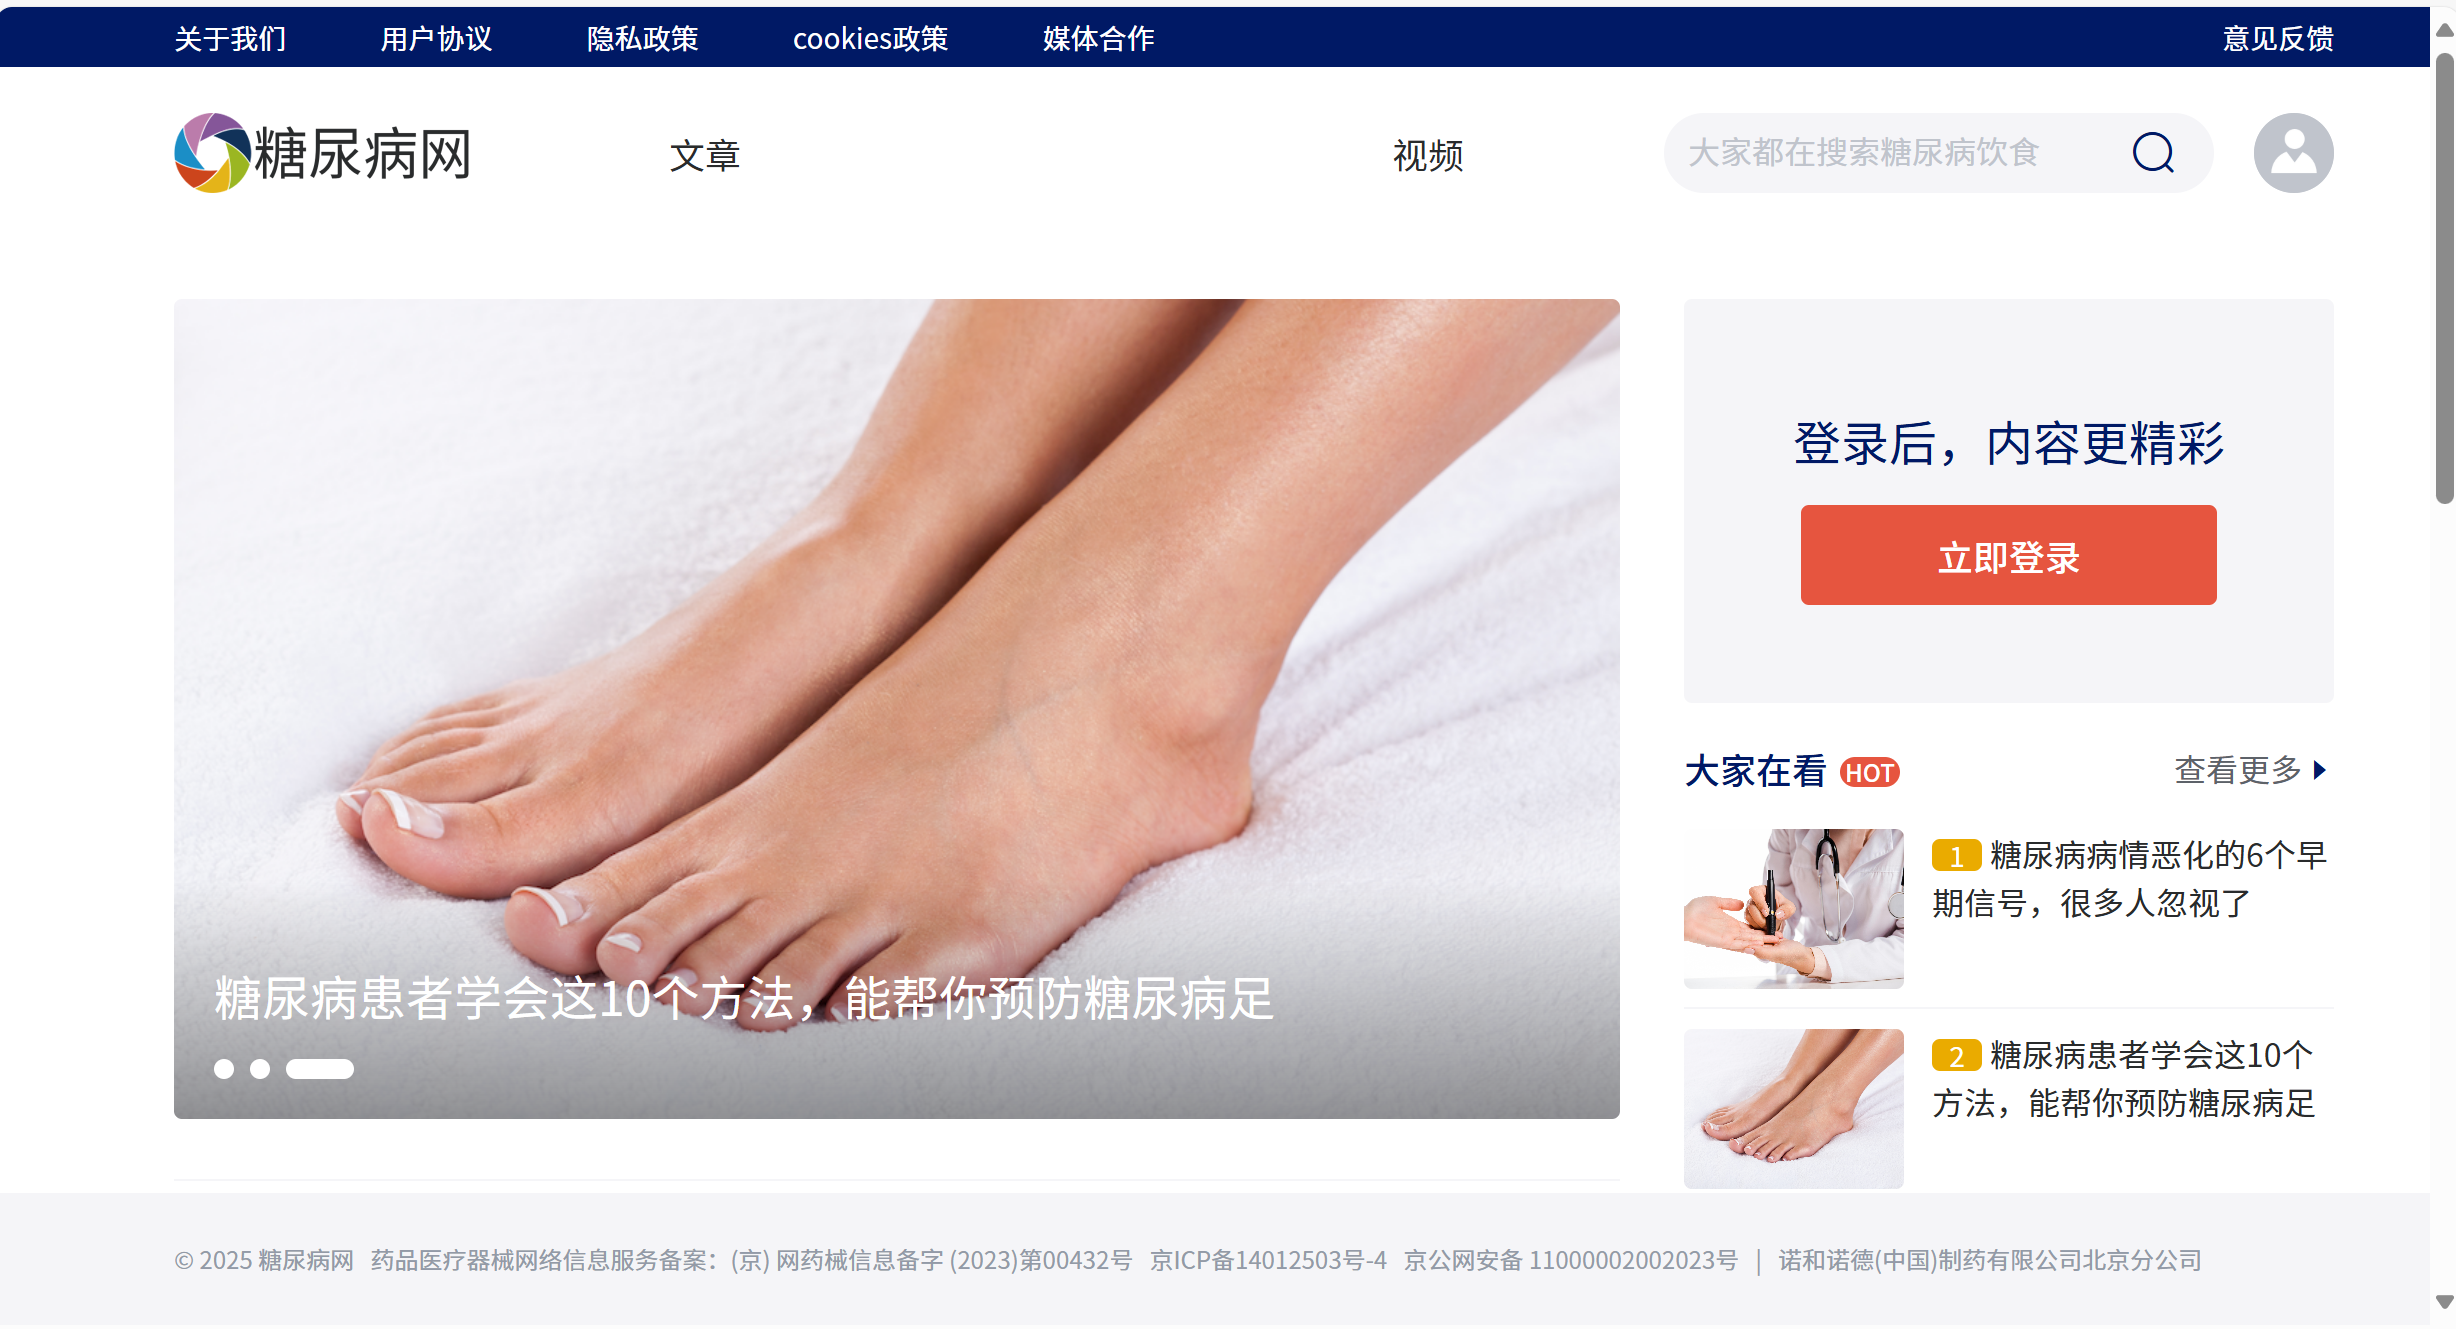 关于我们 用户协议 隐私政策 cookies政策 媒体合作 意见反馈
糖尿病网 文章 视频 大家都在搜索糖尿病饮食
登录后，内容更精彩
立即登录
大家在看 HOT 查看更多
1 糖尿病病情恶化的6个早
期信号，很多人忽视了
糖尿病患者学会这10个方法，能帮你预防糖尿病足
2 糖尿病患者学会这10个
方法，能帮你预防糖尿病足
© 2025 糖尿病网 药品医疗器械网络信息服务备案：(京) 网药械信息备字 (2023)第00432号 京ICP备14012503号-4 京公网安备 11000002002023号 | 诺和诺德(中国)制药有限公司北京分公司